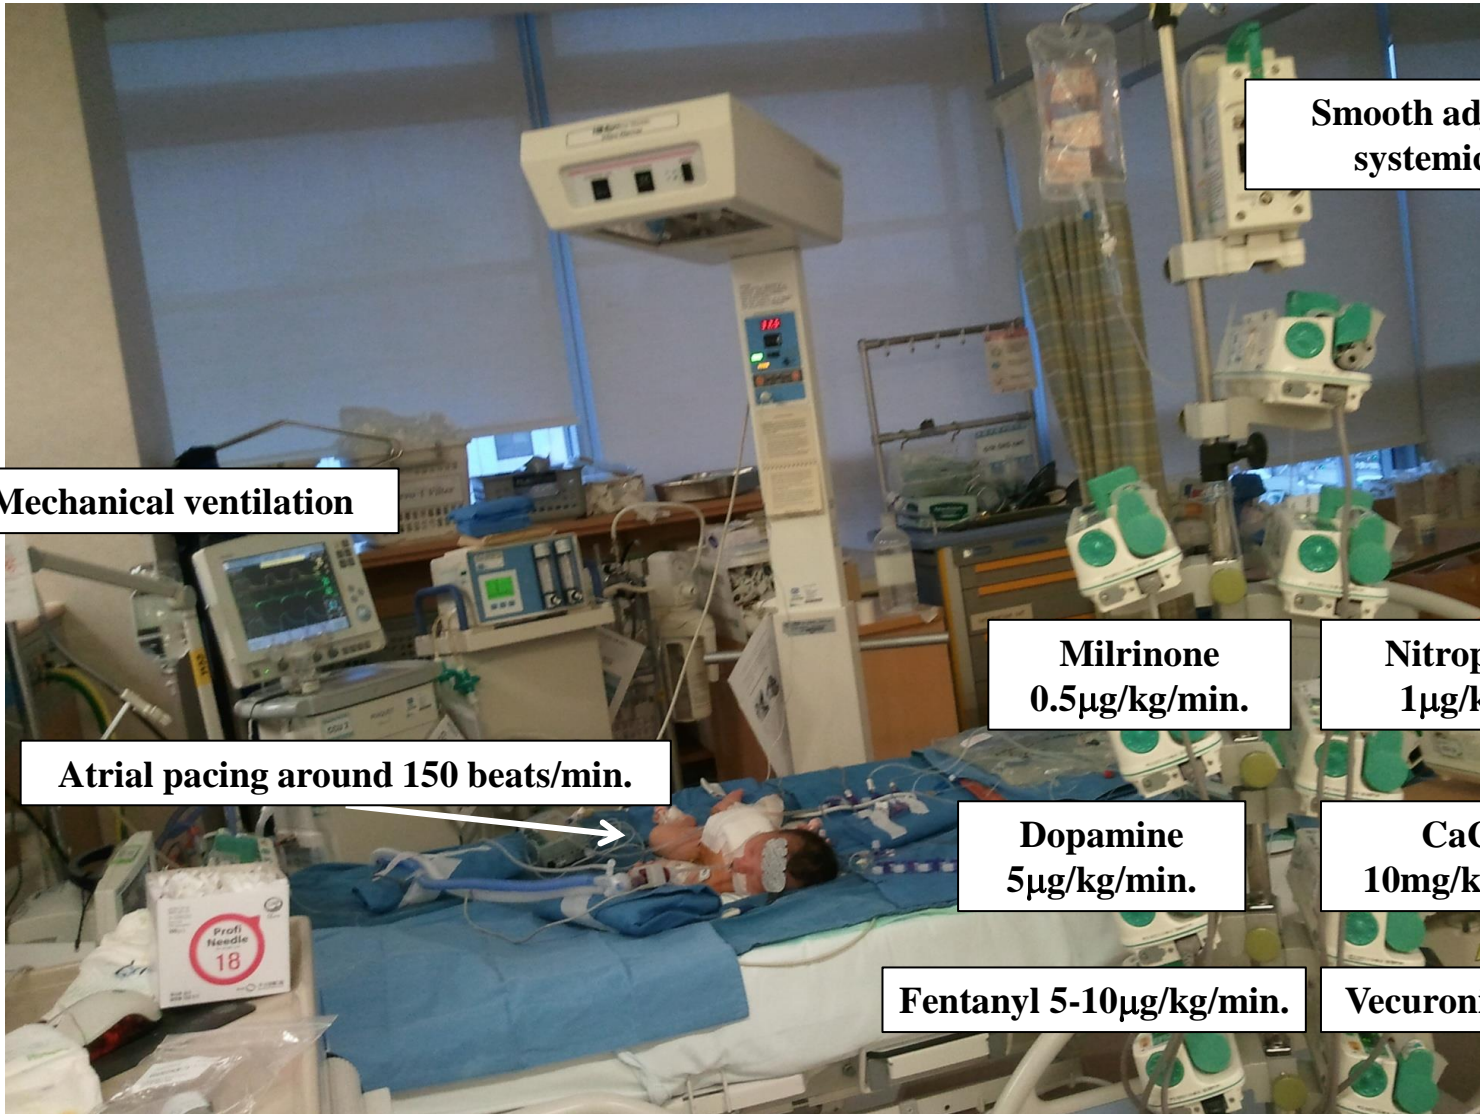 Smooth ad
systemic
Mechanical ventilation
Milrinone
0.5μg/kg/min.
Nitrop
1μg/k
Atrial pacing around 150 beats/min.
Dopamine
5μg/kg/min.
CaC
10mg/k
Profi
Needle
18
Fentanyl 5-10μg/kg/min.
Vecuron